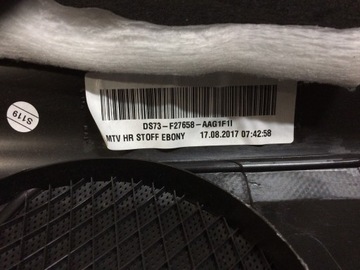 S119
DS73-F27658-AAG1F1I
MTV HR STOFF EBONY 17.08.2017 07:42:58